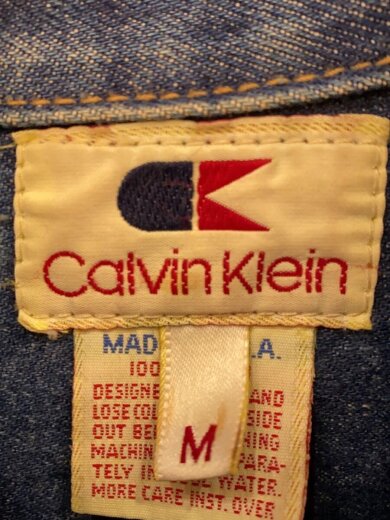 Calvin Klein
MAD .A.
100
DESIGNE AND
LOSE COL SIDE
OUT BE ING
MACHIN PARA-
TELY IN WATER.
MORE CARE INST. OVER
M